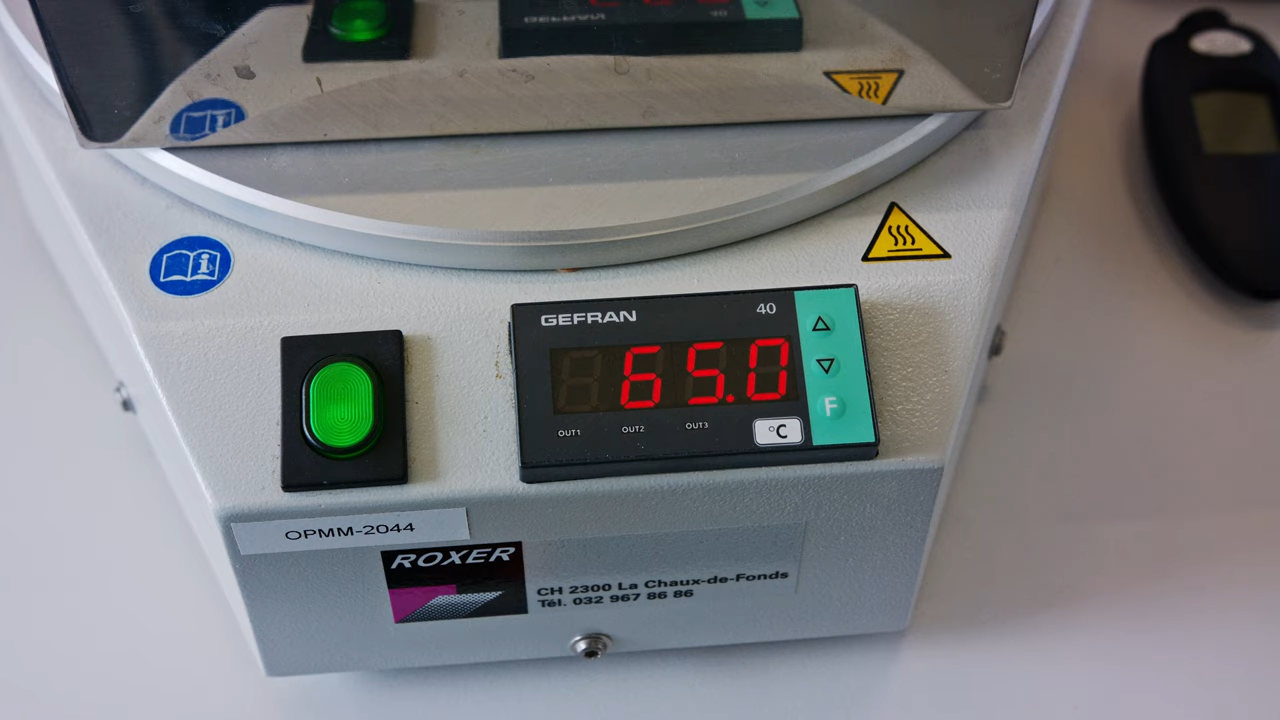 GEFRAN
40
65.0
OUT1 OUT2 OUT3
°C
F
OPMM-2044
ROXER
CH 2300 La Chaux-de-Fonds
Tél. 032 967 86 86